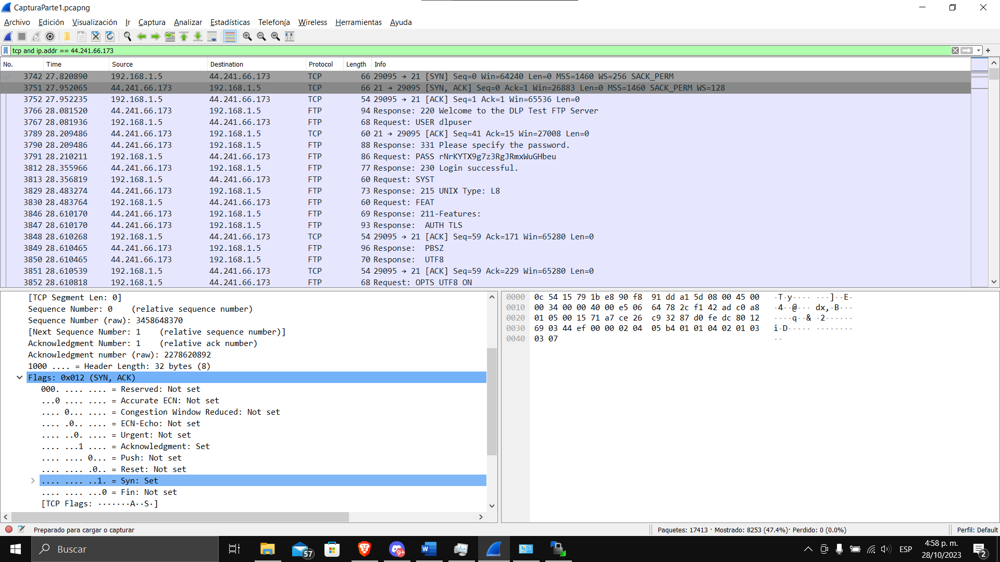 CapturaParte1.pcapng
Archivo Edición Visualización Ir Captura Analizar Estadísticas Telefonía Wireless Herramientas Ayuda
tcp and ip.addr == 44.241.66.173
No. Time Source Destination Protocol Length Info
3742 27.820890 192.168.1.5 44.241.66.173 TCP 66 29095 → 21 [SYN] Seq=0 Win=64240 Len=0 MSS=1460 WS=256 SACK_PERM
3751 27.952065 44.241.66.173 192.168.1.5 TCP 66 21 → 29095 [SYN, ACK] Seq=0 Ack=1 Win=26883 Len=0 MSS=1460 SACK_PERM WS=128
3752 27.952235 192.168.1.5 44.241.66.173 TCP 54 29095 → 21 [ACK] Seq=1 Ack=1 Win=65536 Len=0
3766 28.081520 44.241.66.173 192.168.1.5 FTP 94 Response: 220 Welcome to the DLP Test FTP Server
3767 28.081936 192.168.1.5 44.241.66.173 FTP 68 Request: USER dlpuser
3789 28.209486 44.241.66.173 192.168.1.5 TCP 60 21 → 29095 [ACK] Seq=41 Ack=15 Win=27008 Len=0
3790 28.209486 44.241.66.173 192.168.1.5 FTP 88 Response: 331 Please specify the password.
3791 28.210211 192.168.1.5 44.241.66.173 FTP 86 Request: PASS rNrKYTX9g7z3RgJRmxWuGHbeu
3812 28.355966 44.241.66.173 192.168.1.5 FTP 77 Response: 230 Login successful.
3813 28.356819 192.168.1.5 44.241.66.173 FTP 60 Request: SYST
3829 28.483274 44.241.66.173 192.168.1.5 FTP 73 Response: 215 UNIX Type: L8
3830 28.483764 192.168.1.5 44.241.66.173 FTP 60 Request: FEAT
3846 28.610170 44.241.66.173 192.168.1.5 FTP 69 Response: 211-Features:
3847 28.610170 44.241.66.173 192.168.1.5 FTP 93 Response: AUTH TLS
3848 28.610268 192.168.1.5 44.241.66.173 TCP 54 29095 → 21 [ACK] Seq=59 Ack=171 Win=65280 Len=0
3849 28.610465 44.241.66.173 192.168.1.5 FTP 96 Response: PBSZ
3850 28.610465 44.241.66.173 192.168.1.5 FTP 70 Response: UTF8
3851 28.610539 192.168.1.5 44.241.66.173 TCP 54 29095 → 21 [ACK] Seq=59 Ack=229 Win=65280 Len=0
3852 28.610818 192.168.1.5 44.241.66.173 FTP 68 Request: OPTS UTF8 ON
[TCP Segment Len: 0]
Sequence Number: 0 (relative sequence number)
Sequence Number (raw): 3458648370
[Next Sequence Number: 1 (relative sequence number)]
Acknowledgment Number: 1 (relative ack number)
Acknowledgment number (raw): 2278620892
1000 .... = Header Length: 32 bytes (8)
Flags: 0x012 (SYN, ACK)
000. .... .... = Reserved: Not set
...0 .... .... = Accurate ECN: Not set
.... 0... .... = Congestion Window Reduced: Not set
.... .0.. .... = ECN-Echo: Not set
.... ..0. .... = Urgent: Not set
.... ...1 .... = Acknowledgment: Set
.... .... 0... = Push: Not set
.... .... .0.. = Reset: Not set
.... .... ..1. = Syn: Set
.... .... ...0 = Fin: Not set
[TCP Flags: ·······A··S·]
0000 0c 54 15 79 1b e8 90 f8 91 dd a1 5d 08 00 45 00 ·T·y···· ···]··E·
0010 00 34 00 00 40 00 e5 06 64 78 2c f1 42 ad c0 a8 ·4··@··· dx,·B···
0020 01 05 00 15 71 a7 ce 26 c9 32 87 d0 fe dc 80 12 ····q··& ·2······
0030 69 03 44 ef 00 00 02 04 05 b4 01 01 04 02 01 03 i·D····· ········
0040 03 07 ··
Preparado para cargar o capturar
Paquetes: 17413 · Mostrado: 8253 (47.4%)· Perdido: 0 (0.0%)
Perfil: Default
Buscar
57
9+
ESP
4:58 p. m.
28/10/2023
2